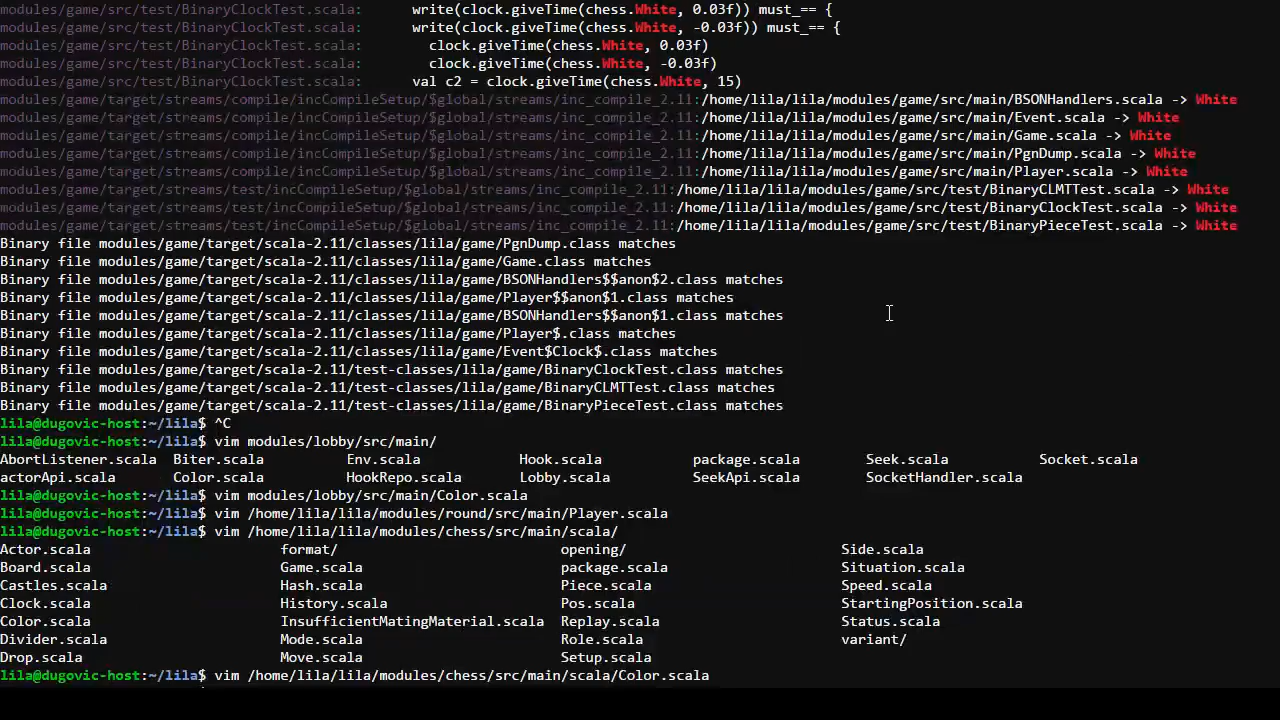 modules/game/src/test/BinaryClockTest.scala:      write(clock.giveTime(chess.White, 0.03f)) must_== {
modules/game/src/test/BinaryClockTest.scala:      write(clock.giveTime(chess.White, -0.03f)) must_== {
modules/game/src/test/BinaryClockTest.scala:        clock.giveTime(chess.White, 0.03f)
modules/game/src/test/BinaryClockTest.scala:        clock.giveTime(chess.White, -0.03f)
modules/game/src/test/BinaryClockTest.scala:      val c2 = clock.giveTime(chess.White, 15)
modules/game/target/streams/compile/incCompileSetup/$global/streams/inc_compile_2.11:/home/lila/lila/modules/game/src/main/BSONHandlers.scala -> White
modules/game/target/streams/compile/incCompileSetup/$global/streams/inc_compile_2.11:/home/lila/lila/modules/game/src/main/Event.scala -> White
modules/game/target/streams/compile/incCompileSetup/$global/streams/inc_compile_2.11:/home/lila/lila/modules/game/src/main/Game.scala -> White
modules/game/target/streams/compile/incCompileSetup/$global/streams/inc_compile_2.11:/home/lila/lila/modules/game/src/main/PgnDump.scala -> White
modules/game/target/streams/compile/incCompileSetup/$global/streams/inc_compile_2.11:/home/lila/lila/modules/game/src/main/Player.scala -> White
modules/game/target/streams/test/incCompileSetup/$global/streams/inc_compile_2.11:/home/lila/lila/modules/game/src/test/BinaryCLMTTest.scala -> White
modules/game/target/streams/test/incCompileSetup/$global/streams/inc_compile_2.11:/home/lila/lila/modules/game/src/test/BinaryClockTest.scala -> White
modules/game/target/streams/test/incCompileSetup/$global/streams/inc_compile_2.11:/home/lila/lila/modules/game/src/test/BinaryPieceTest.scala -> White
Binary file modules/game/target/scala-2.11/classes/lila/game/PgnDump.class matches
Binary file modules/game/target/scala-2.11/classes/lila/game/Game.class matches
Binary file modules/game/target/scala-2.11/classes/lila/game/BSONHandlers$$anon$2.class matches
Binary file modules/game/target/scala-2.11/classes/lila/game/Player$$anon$1.class matches
Binary file modules/game/target/scala-2.11/classes/lila/game/BSONHandlers$$anon$1.class matches
Binary file modules/game/target/scala-2.11/classes/lila/game/Player$.class matches
Binary file modules/game/target/scala-2.11/classes/lila/game/Event$Clock$.class matches
Binary file modules/game/target/scala-2.11/test-classes/lila/game/BinaryClockTest.class matches
Binary file modules/game/target/scala-2.11/test-classes/lila/game/BinaryCLMTTest.class matches
Binary file modules/game/target/scala-2.11/test-classes/lila/game/BinaryPieceTest.class matches
lila@dugovic-host:~/lila$ ^C
lila@dugovic-host:~/lila$ vim modules/lobby/src/main/
AbortListener.scala  Biter.scala  Env.scala  Hook.scala  package.scala  Seek.scala  Socket.scala
actorApi.scala  Color.scala  HookRepo.scala  Lobby.scala  SeekApi.scala  SocketHandler.scala
lila@dugovic-host:~/lila$ vim modules/lobby/src/main/Color.scala
lila@dugovic-host:~/lila$ vim /home/lila/lila/modules/round/src/main/Player.scala
lila@dugovic-host:~/lila$ vim /home/lila/lila/modules/chess/src/main/scala/
Actor.scala  format/  opening/  Side.scala
Board.scala  Game.scala  package.scala  Situation.scala
Castles.scala  Hash.scala  Piece.scala  Speed.scala
Clock.scala  History.scala  Pos.scala  StartingPosition.scala
Color.scala  InsufficientMatingMaterial.scala  Replay.scala  Status.scala
Divider.scala  Mode.scala  Role.scala  variant/
Drop.scala  Move.scala  Setup.scala
lila@dugovic-host:~/lila$ vim /home/lila/lila/modules/chess/src/main/scala/Color.scala